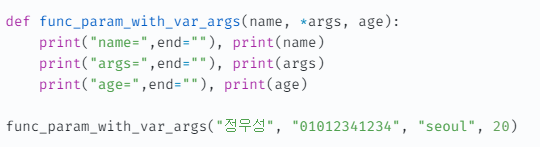 def func_param_with_var_args(name, *args, age):
    print("name=",end=""), print(name)
    print("args=",end=""), print(args)
    print("age=",end=""), print(age)

func_param_with_var_args("정우성", "01012341234", "seoul", 20)